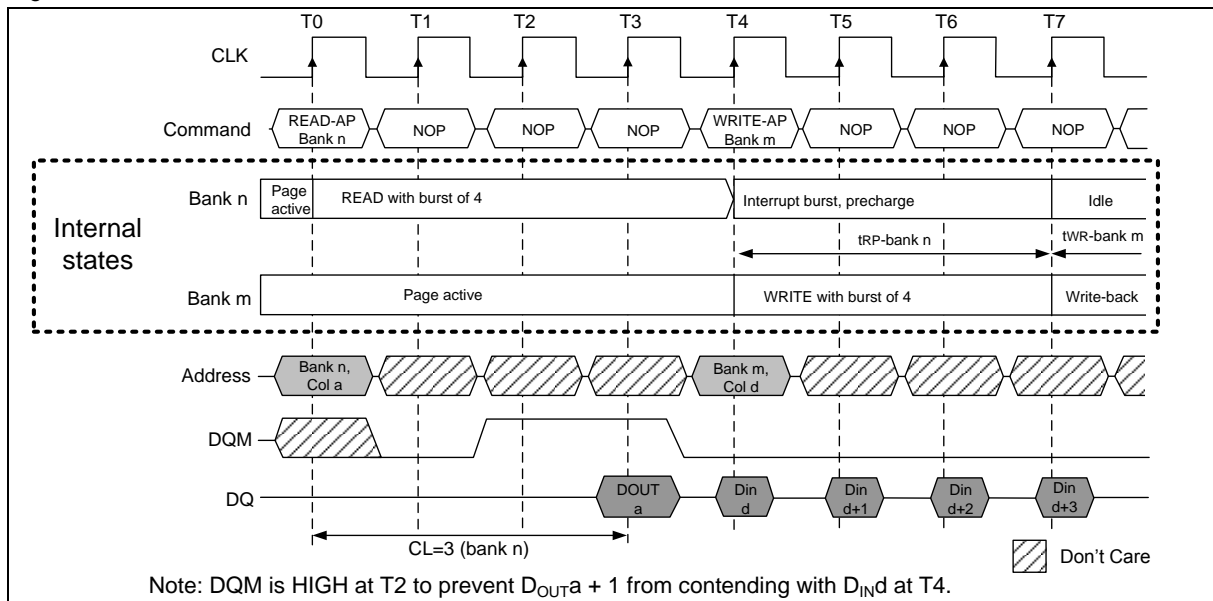 T0 T1 T2 T3 T4 T5 T6 T7
CLK
Command READ-AP Bank n NOP NOP NOP WRITE-AP Bank m NOP NOP NOP
Internal states
Bank n Page active READ with burst of 4 Interrupt burst, precharge Idle
tRP-bank n tWR-bank m
Bank m Page active WRITE with burst of 4 Write-back
Address Bank n, Col a Bank m, Col d
DQM
DQ DOUT a Din d Din d+1 Din d+2 Din d+3
CL=3 (bank n)
Don't Care
Note: DQM is HIGH at T2 to prevent DOUTa + 1 from contending with DINd at T4.